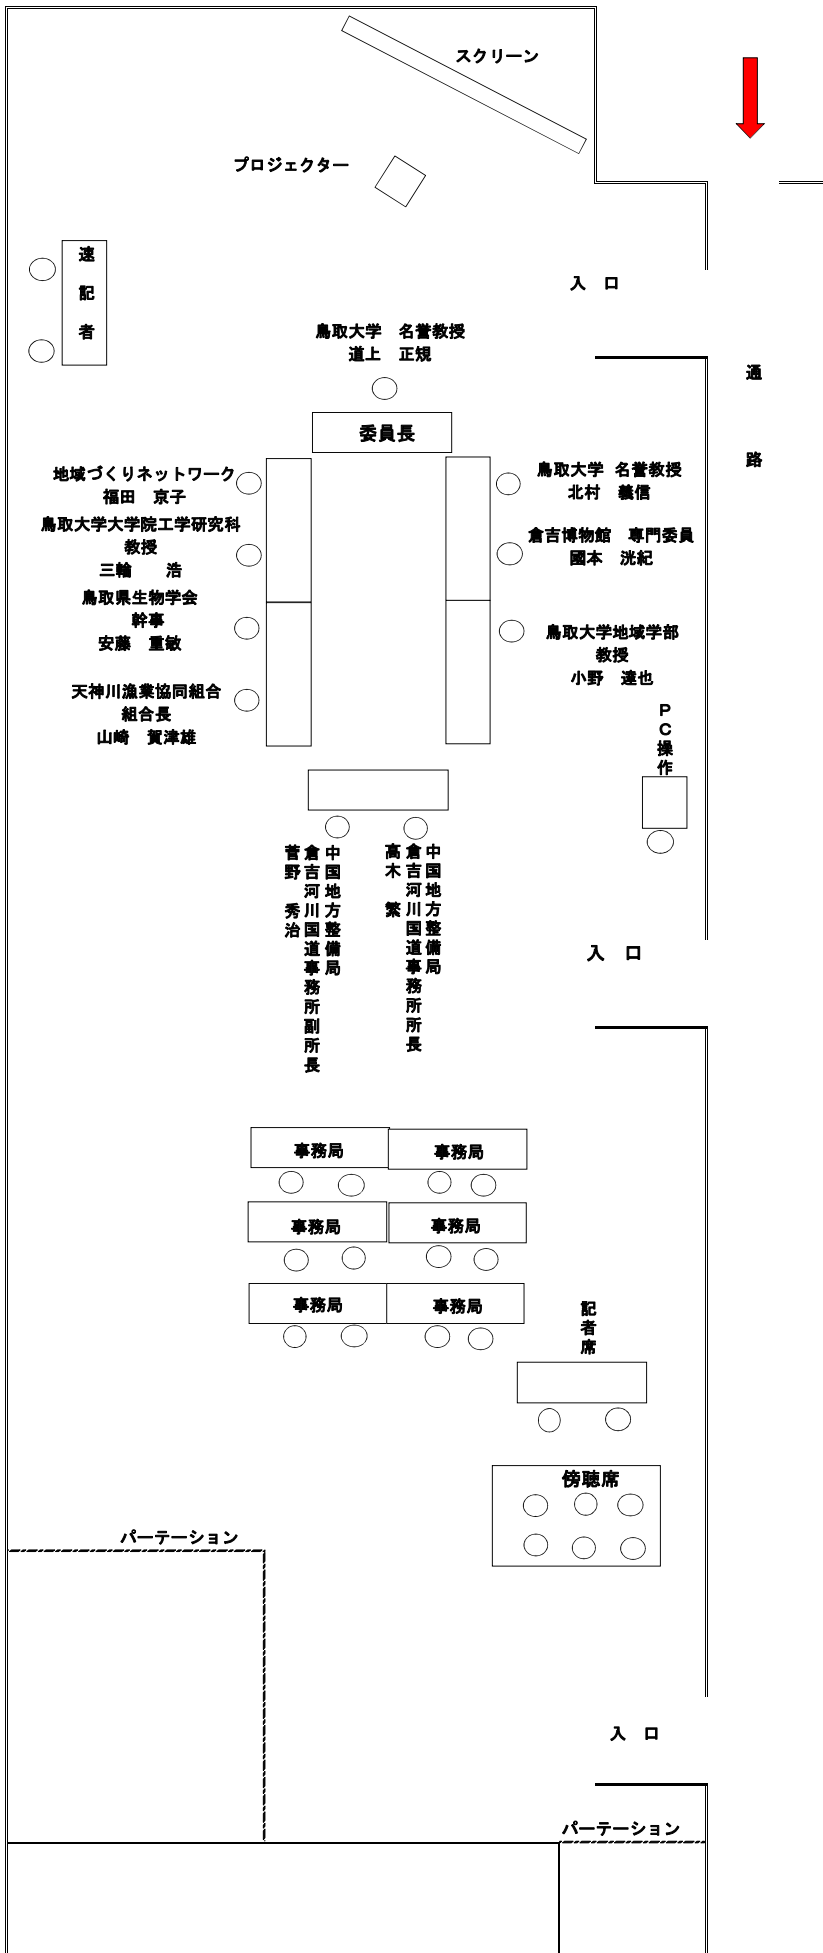 スクリーン
プロジェクター
速記者
入 口
通路
鳥取大学 名誉教授
道上 正規
委員長
地域づくりネットワーク
福田 京子
鳥取大学大学院工学研究科
教授
三輪 浩
鳥取県生物学会
幹事
安藤 重敏
天神川漁業協同組合
組合長
山崎 賀津雄
鳥取大学 名誉教授
北村 義信
倉吉博物館 専門委員
國本 洸紀
鳥取大学地域学部
教授
小野 達也
ＰＣ操作
中国地方整備局
倉吉河川国道事務所所長
高木 繁
中国地方整備局
倉吉河川国道事務所副所長
菅野 秀治
入 口
事務局
事務局
事務局
事務局
事務局
事務局
記者席
傍聴席
パーテーション
入 口
パーテーション